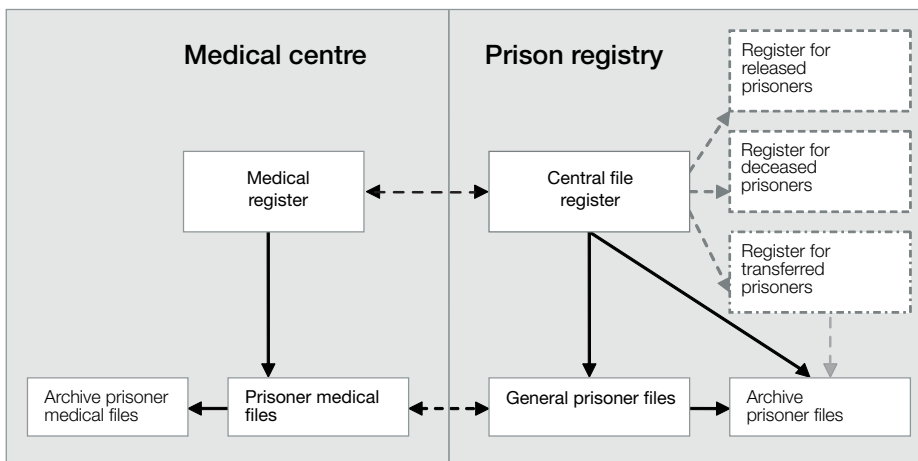 Medical centre
Prison registry
Register for
released
prisoners
Register for
deceased
prisoners
Medical
register
Central file
register
Register for
transferred
prisoners
Archive prisoner
medical files
Prisoner medical
files
General prisoner files
Archive
prisoner files